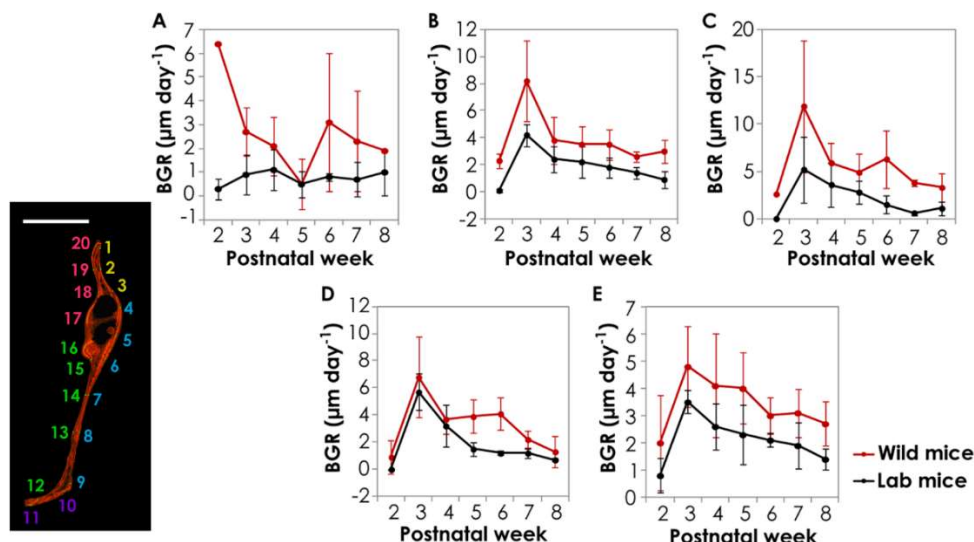 A
BGR (µm day-1)
7
6
5
4
3
2
1
0
-1
2 3 4 5 6 7 8
Postnatal week
B
BGR (µm day-1)
12
10
8
6
4
2
0
-2
2 3 4 5 6 7 8
Postnatal week
C
BGR (µm day-1)
20
15
10
5
0
2 3 4 5 6 7 8
Postnatal week
20 1
19 2
18 3
17 4
16 5
15 6
14 7
13 8
12 9
11 10
D
BGR (µm day-1)
12
10
8
6
4
2
0
-2
2 3 4 5 6 7 8
Postnatal week
E
BGR (µm day-1)
7
6
5
4
3
2
1
0
2 3 4 5 6 7 8
Postnatal week
Wild mice
Lab mice